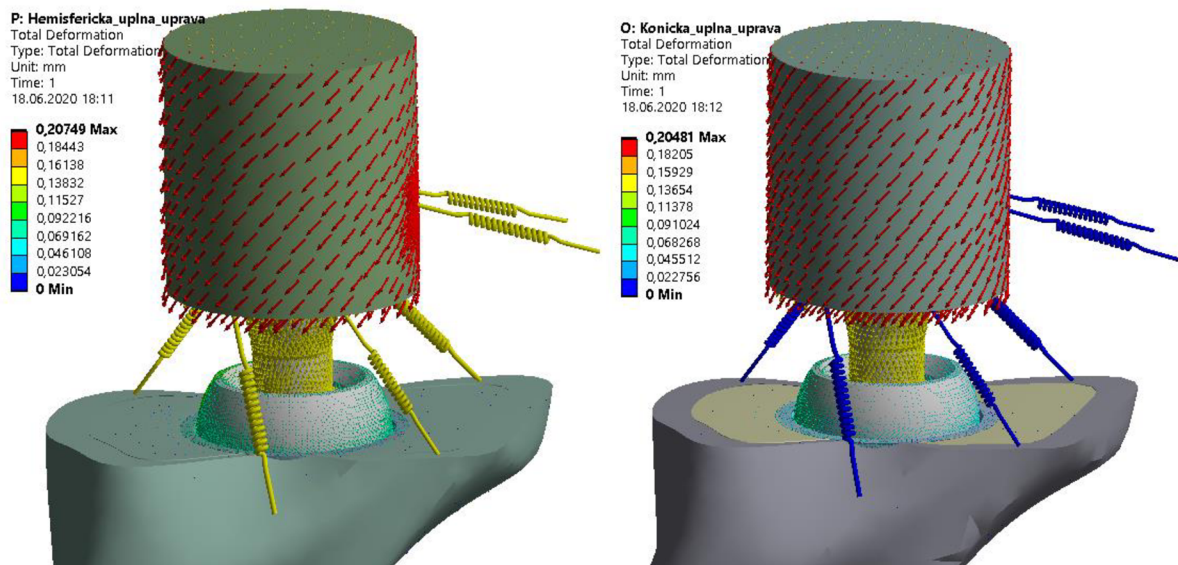 P: Hemisfericka_uplna_uprava
Total Deformation
Type: Total Deformation
Unit: mm
Time: 1
18.06.2020 18:11
0,20749 Max
0,18443
0,16138
0,13832
0,11527
0,092216
0,069162
0,046108
0,023054
0 Min
O: Konicka_uplna_uprava
Total Deformation
Type: Total Deformation
Unit: mm
Time: 1
18.06.2020 18:12
0,20481 Max
0,18205
0,15929
0,13654
0,11378
0,091024
0,068268
0,045512
0,022756
0 Min